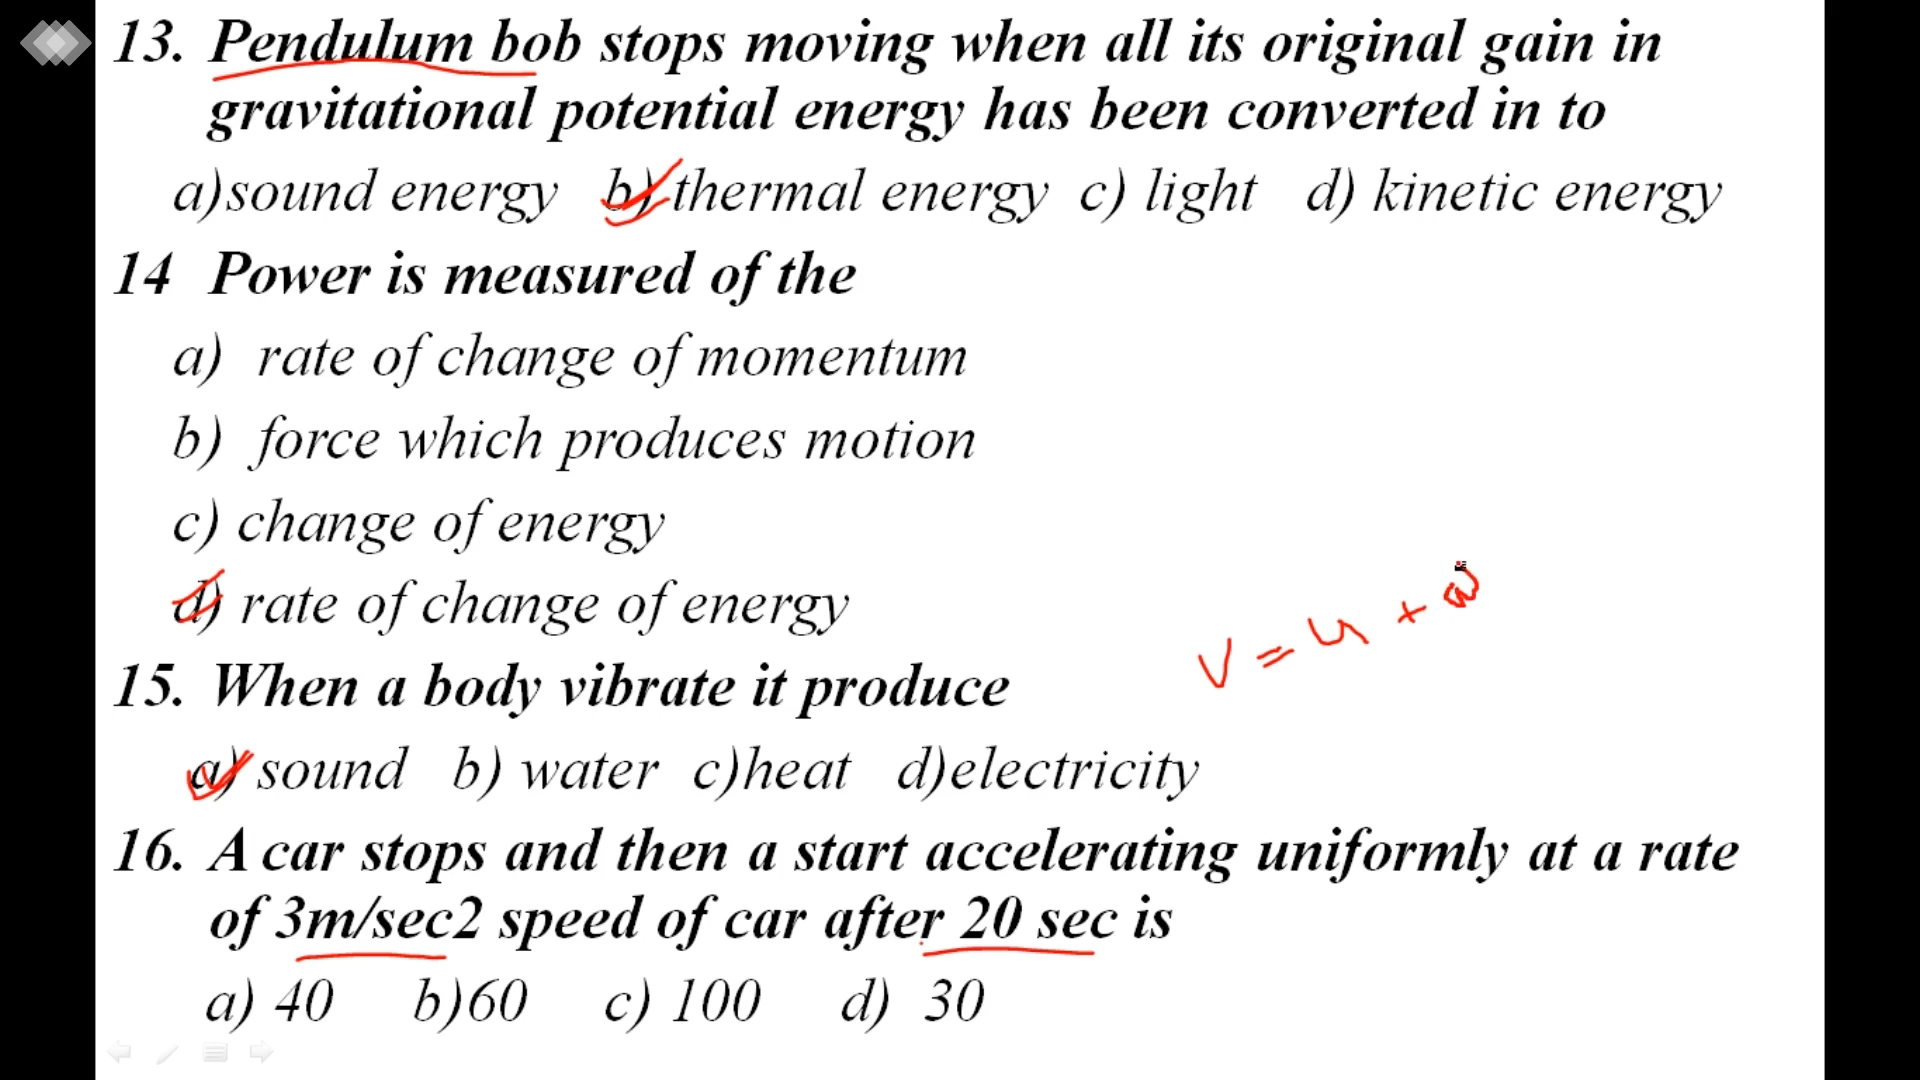 13. Pendulum bob stops moving when all its original gain in
gravitational potential energy has been converted in to
a)sound energy b) thermal energy c) light d) kinetic energy
14 Power is measured of the
a) rate of change of momentum
b) force which produces motion
c) change of energy
d) rate of change of energy
V = u + a
15. When a body vibrate it produce
a) sound b) water c)heat d)electricity
16. A car stops and then a start accelerating uniformly at a rate
of 3m/sec2 speed of car after 20 sec is
a) 40 b)60 c) 100 d) 30